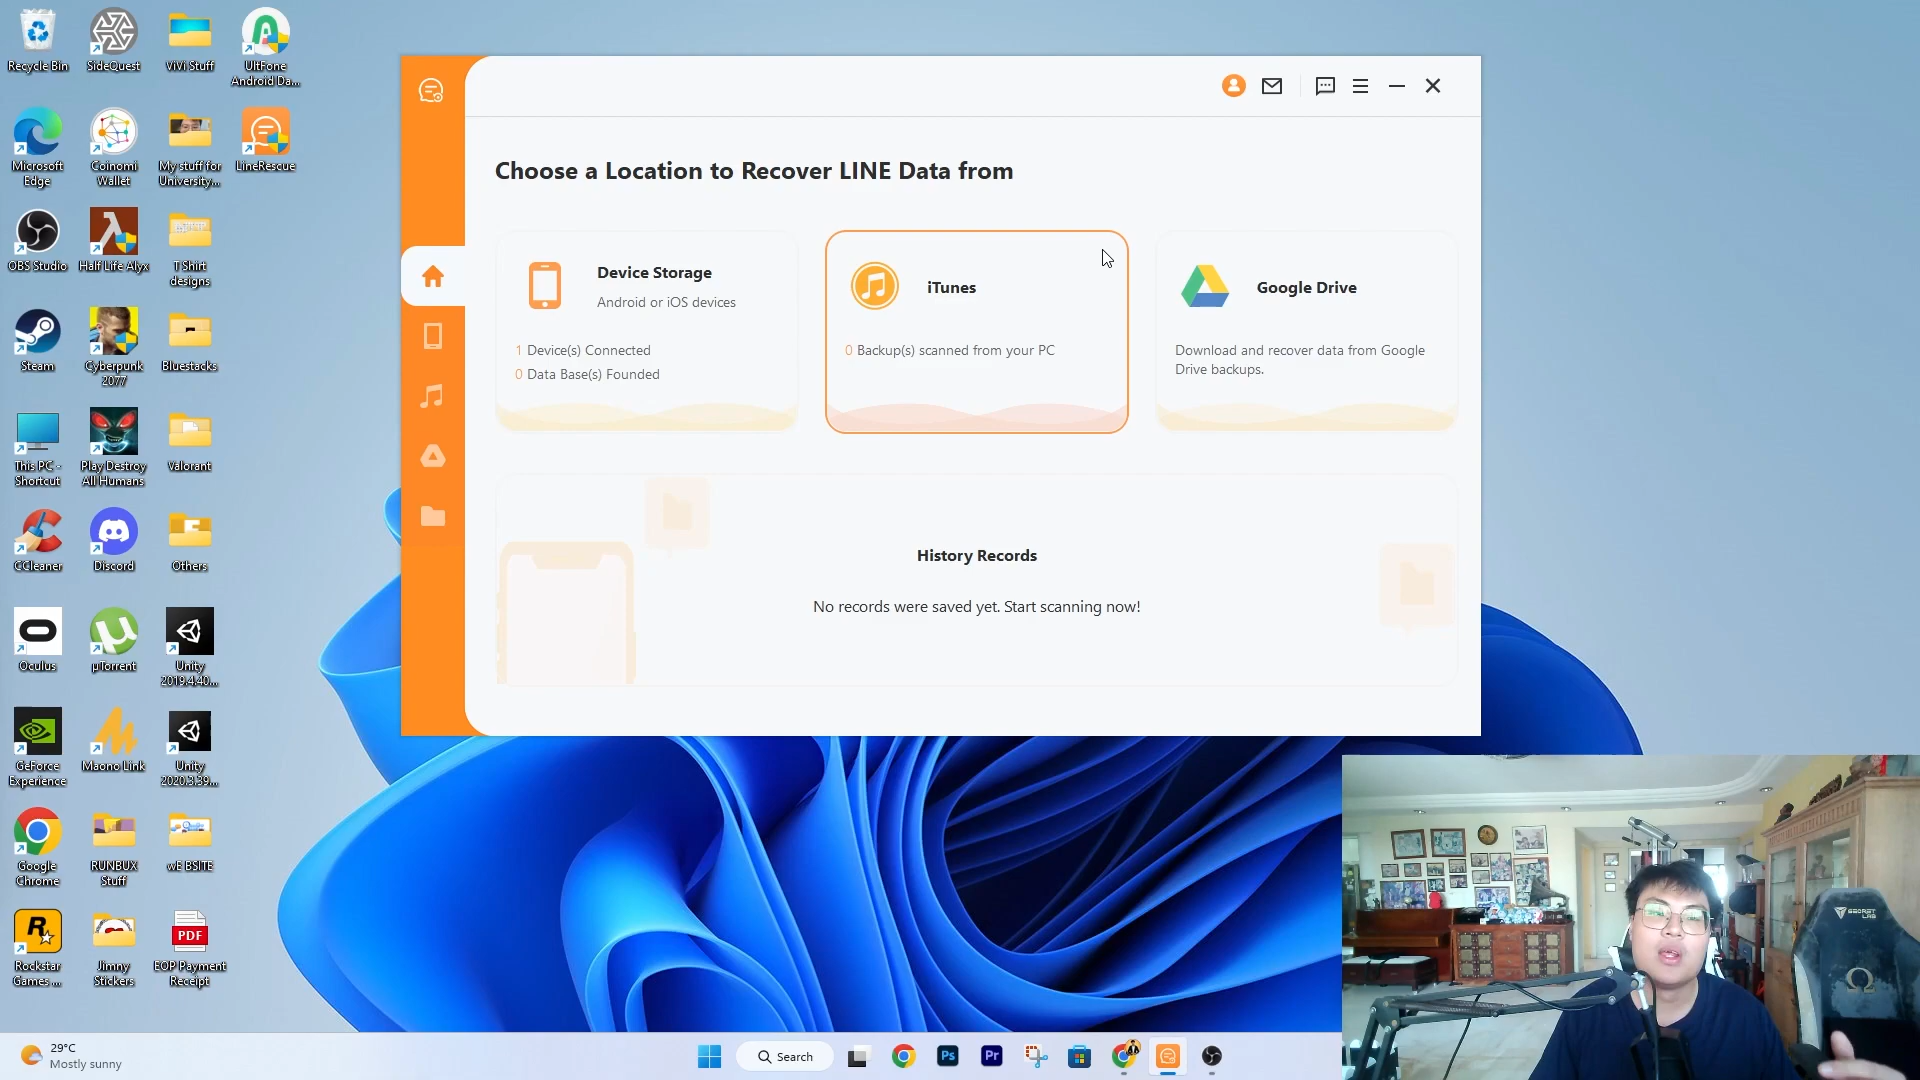 Recycle Bin
SideQuest
ViVi Stuff
UltFone
Android Da...
Microsoft
Edge
Coinomi
Wallet
My stuff for
University...
LineRescue
OBS Studio
Half Life Alyx
T Shirt
designs
Steam
Cyberpunk
2077
Bluestacks
This PC -
Shortcut
Play Destroy
All Humans
Valorant
CCleaner
Discord
Others
Oculus
µTorrent
Unity
2019.4.40...
GeForce
Experience
Maono Link
Unity
2020.3.39...
Google
Chrome
RUNBUX
Stuff
wEBSITE
Rockstar
Games ...
Jimny
Stickers
PDF
EOP Payment
Receipt
Choose a Location to Recover LINE Data from
Device Storage
Android or iOS devices
1 Device(s) Connected
0 Data Base(s) Founded
iTunes
0 Backup(s) scanned from your PC
Google Drive
Download and recover data from Google
Drive backups.
History Records
No records were saved yet. Start scanning now!
SECRET
LAB
29°C
Mostly sunny
Search
Ps
Pr